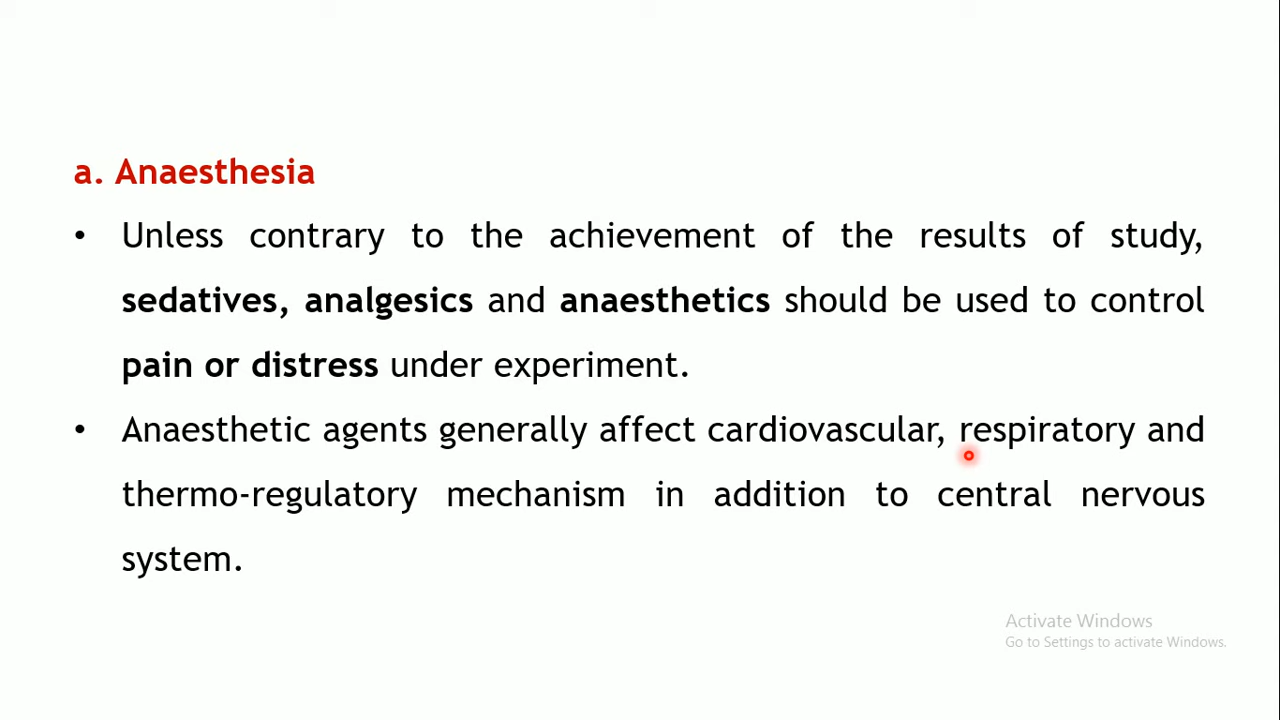 a. Anaesthesia
• Unless contrary to the achievement of the results of study,
sedatives, analgesics and anaesthetics should be used to control
pain or distress under experiment.
• Anaesthetic agents generally affect cardiovascular, respiratory and
thermo-regulatory mechanism in addition to central nervous
system.
Activate Windows
Go to Settings to activate Windows.